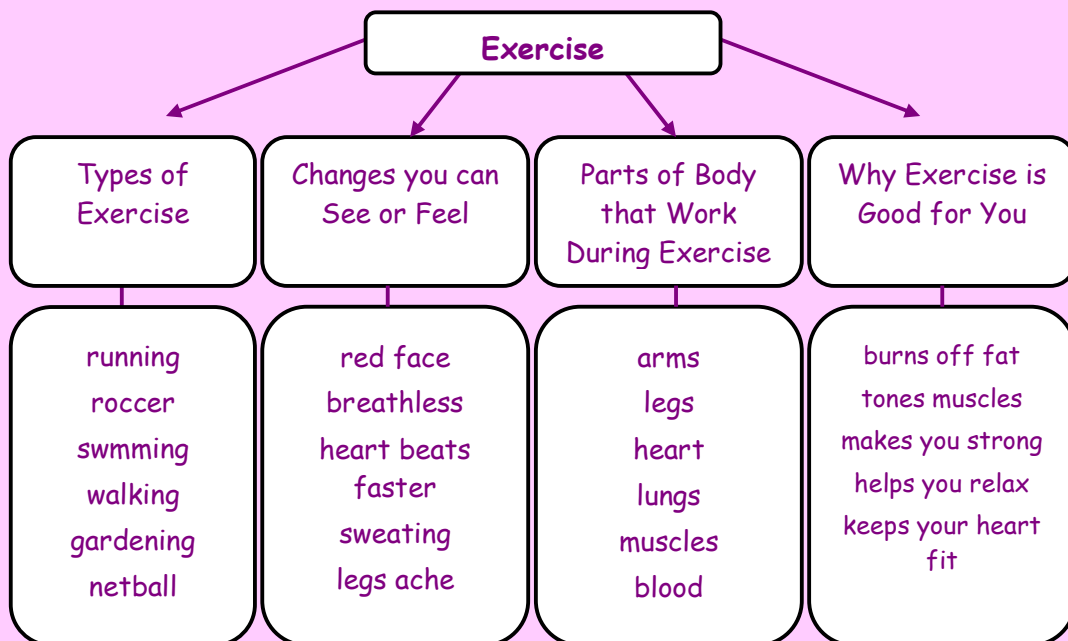 Exercise
Types of
Exercise
Changes you can
See or Feel
Parts of Body
that Work
During Exercise
Why Exercise is
Good for You
running
roccer
swmming
walking
gardening
netball
red face
breathless
heart beats
faster
sweating
legs ache
arms
legs
heart
lungs
muscles
blood
burns off fat
tones muscles
makes you strong
helps you relax
keeps your heart
fit